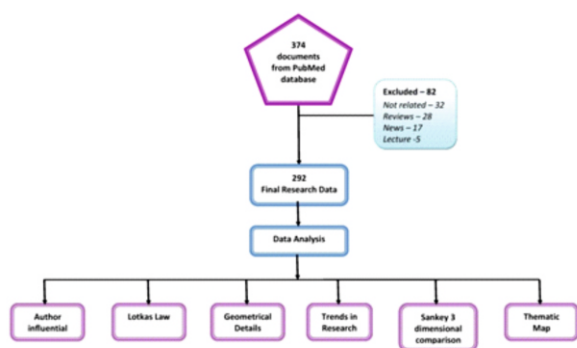 374
documents
from PubMed
database
Excluded – 82
Not related – 32
Reviews – 28
News – 17
Lecture -5
292
Final Research Data
Data Analysis
Author
influential
Lotkas Law
Geometrical
Details
Trends in
Research
Sankey 3
dimensional
comparison
Thematic
Map